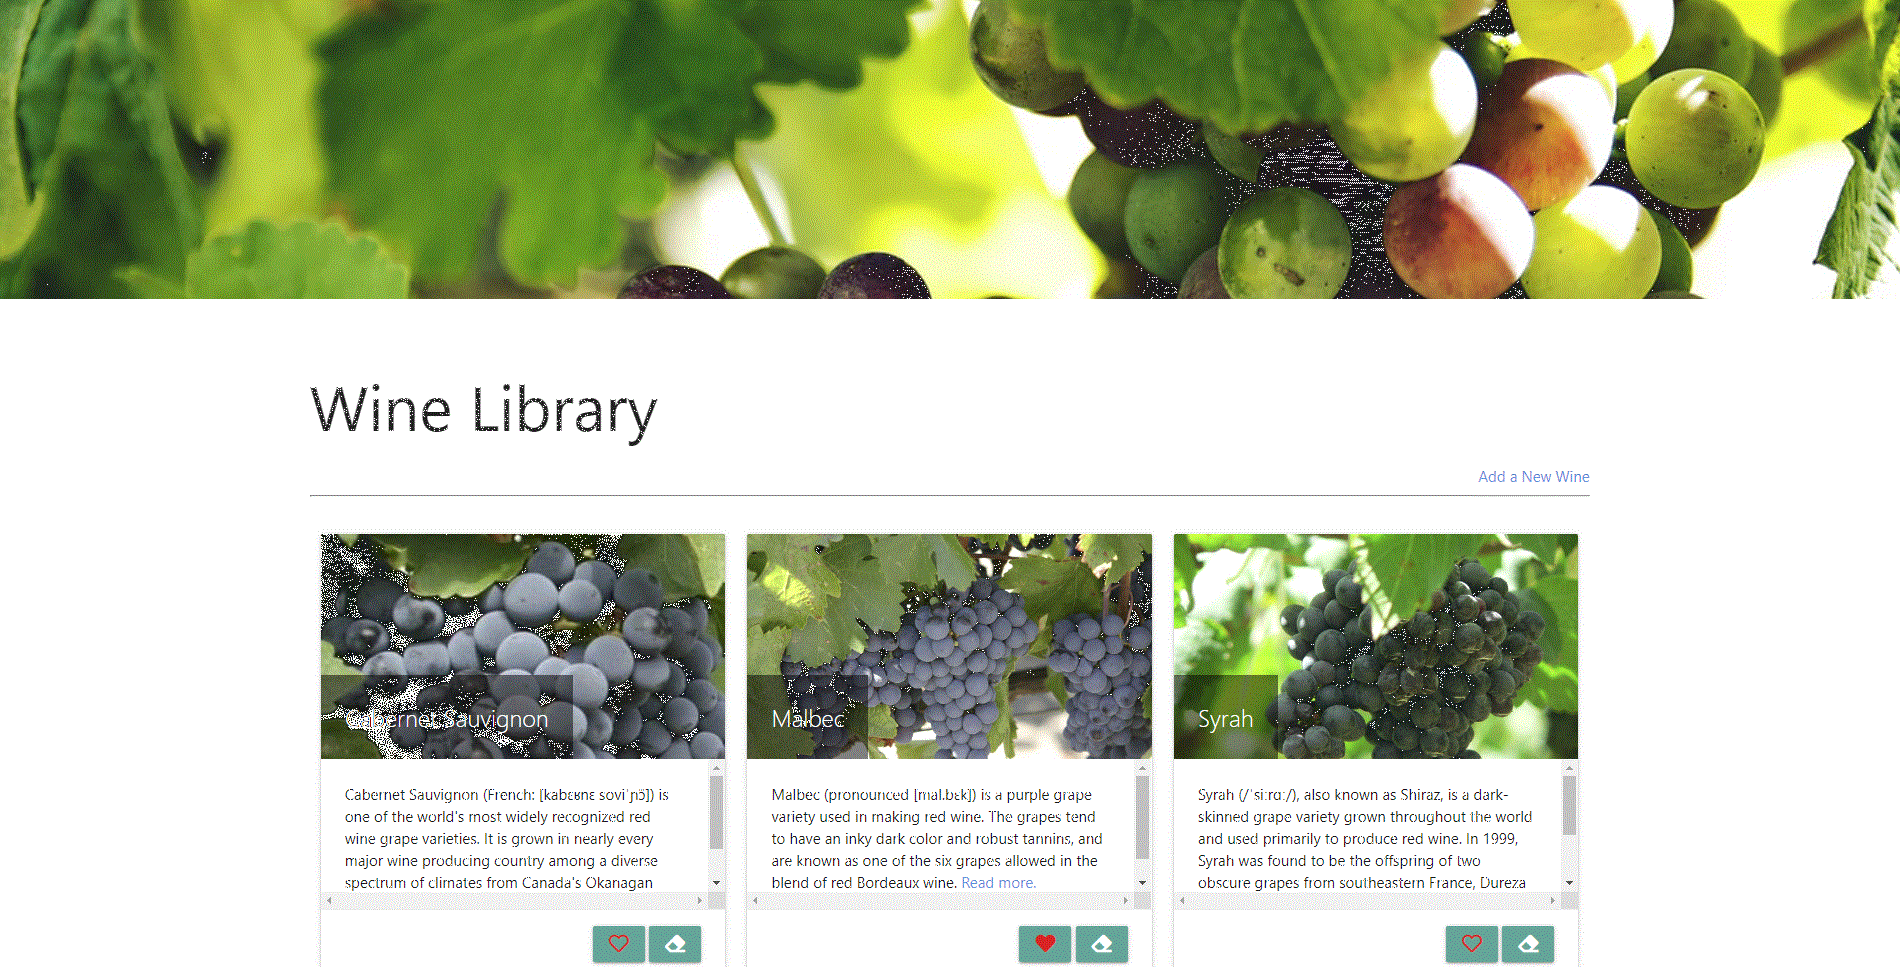 Wine Library
Add a New Wine
Cabernet Sauvignon
Malbec
Syrah
Cabernet Sauvignon (French: [kabɛʁnɛ soviˈɲɔ̃]) is
one of the world's most widely recognized red
wine grape varieties. It is grown in nearly every
major wine producing country among a diverse
spectrum of climates from Canada's Okanagan
Malbec (pronounced [mal.bɛk]) is a purple grape
variety used in making red wine. The grapes tend
to have an inky dark color and robust tannins, and
are known as one of the six grapes allowed in the
blend of red Bordeaux wine. Read more.
Syrah (/ˈsiːrɑː/), also known as Shiraz, is a dark-
skinned grape variety grown throughout the world
and used primarily to produce red wine. In 1999,
Syrah was found to be the offspring of two
obscure grapes from southeastern France, Dureza